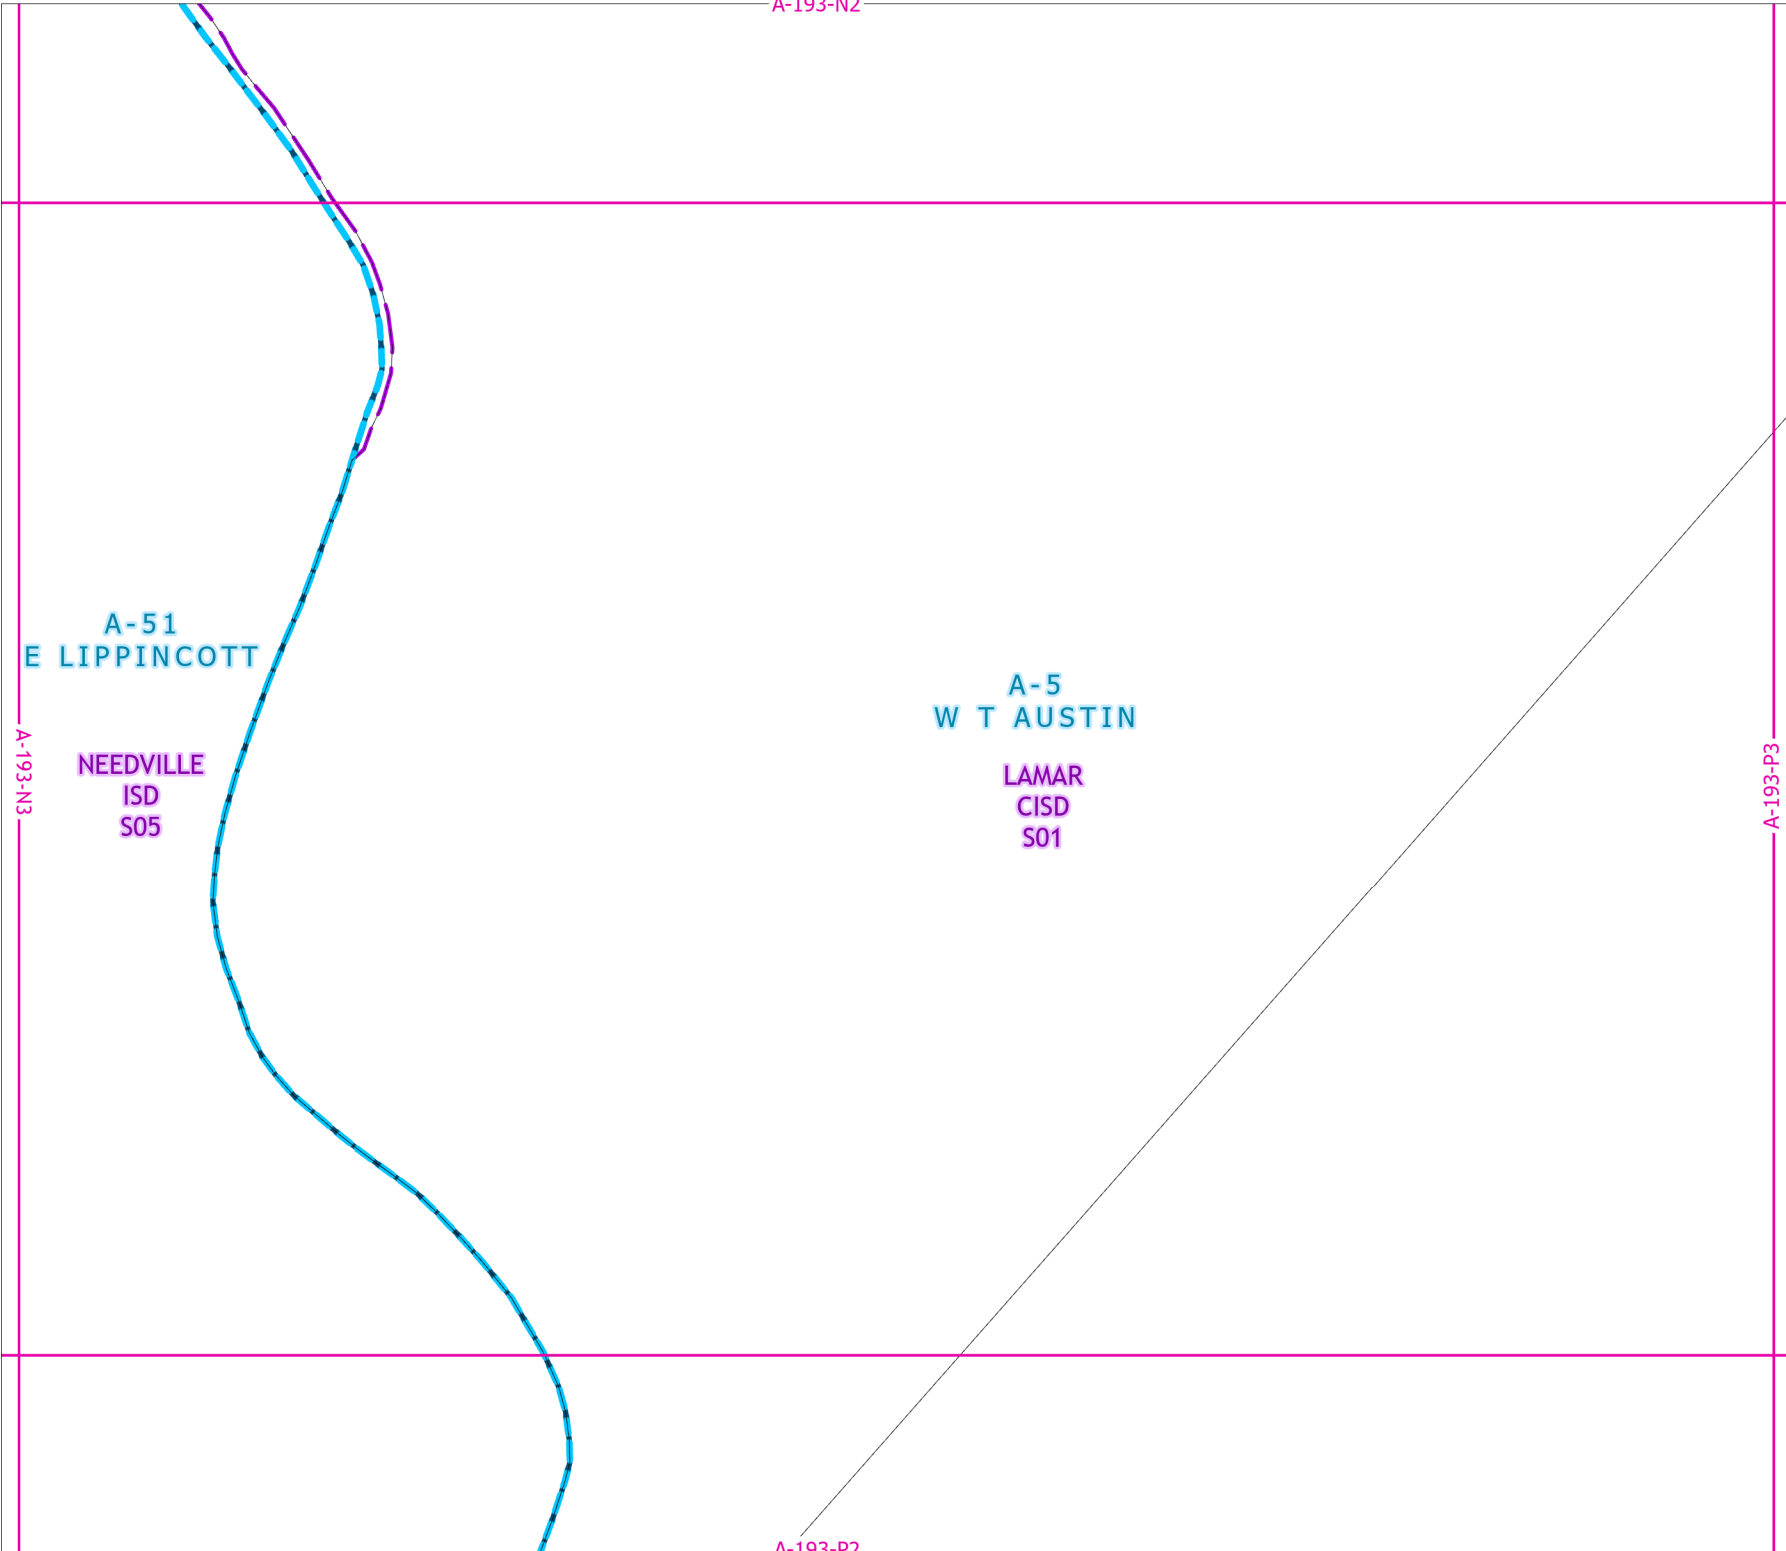 A-193-N2
A-51
E LIPPINCOTT
NEEDVILLE
ISD
S05
A-5
W T AUSTIN
LAMAR
CISD
S01
A-193-N3
A-193-P3
A-193-P2